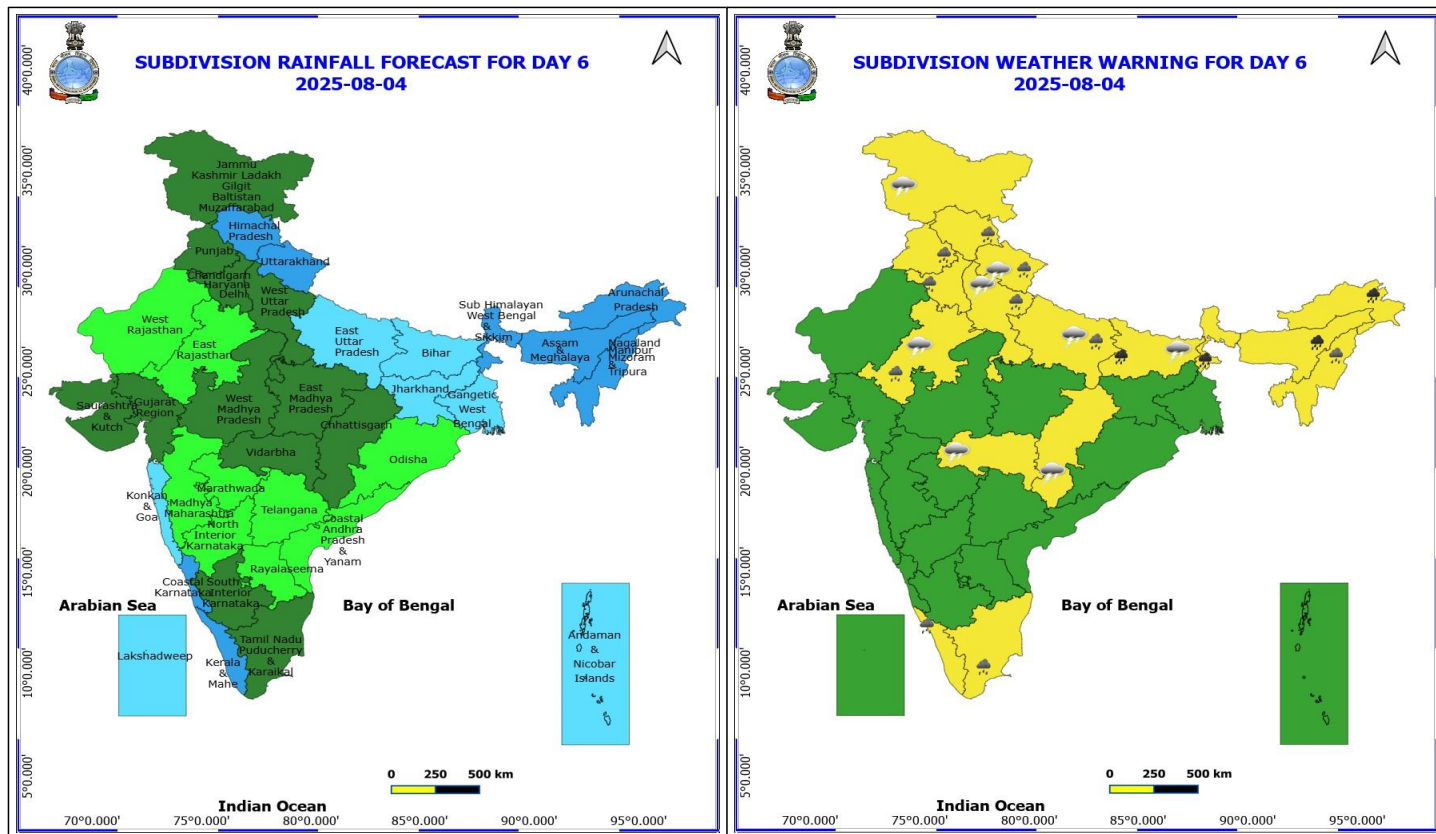 SUBDIVISION RAINFALL FORECAST FOR DAY 6
2025-08-04
40°0.000'
35°0.000'
30°0.000'
25°0.000'
20°0.000'
15°0.000'
10°0.000'
5°0.000'
Jammu
Kashmir Ladakh
Gilgit
Baltistan
Muzaffarabad
Himachal
Pradesh
Punjab
Uttarakhand
Chandigarh
Haryana
Delhi
West
Uttar
Pradesh
West
Rajasthan
East
Rajasthan
East
Uttar
Pradesh
Bihar
Sub Himalayan
West Bengal
&
Sikkim
Arunachal
Pradesh
Assam
&
Meghalaya
Nagaland
Manipur
Mizoram
&
Tripura
Jharkhand
Gangetic
West
Bengal
Saurashtra
&
Kutch
Gujarat
Region
West
Madhya
Pradesh
East
Madhya
Pradesh
Chhattisgarh
Vidarbha
Odisha
Konkan
&
Goa
Marathwada
Madhya
Maharashtra
Telangana
North
Interior
Karnataka
Coastal
Andhra
Pradesh
&
Yanam
Rayalaseema
Coastal
Karnataka
South
Interior
Karnataka
Arabian Sea
Bay of Bengal
Lakshadweep
Kerala
&
Mahe
Tamil Nadu
Puducherry
&
Karaikal
Andaman
&
Nicobar
Islands
0 250 500 km
Indian Ocean
70°0.000' 75°0.000' 80°0.000' 85°0.000' 90°0.000' 95°0.000'
SUBDIVISION WEATHER WARNING FOR DAY 6
2025-08-04
40°0.000'
35°0.000'
30°0.000'
25°0.000'
20°0.000'
15°0.000'
10°0.000'
5°0.000'
Arabian Sea
Bay of Bengal
0 250 500 km
Indian Ocean
70°0.000' 75°0.000' 80°0.000' 85°0.000' 90°0.000' 95°0.000'